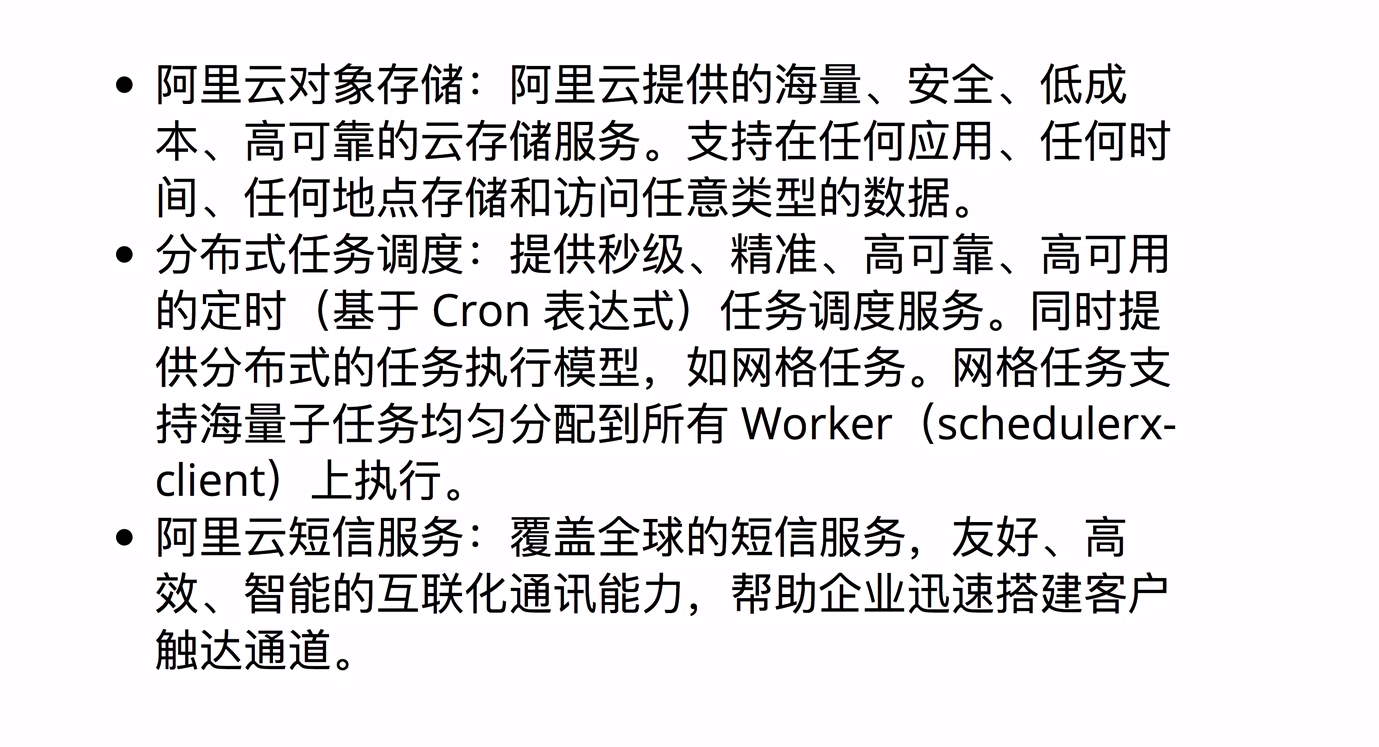 • 阿里云对象存储：阿里云提供的海量、安全、低成
本、高可靠的云存储服务。支持在任何应用、任何时
间、任何地点存储和访问任意类型的数据。
• 分布式任务调度：提供秒级、精准、高可靠、高可用
的定时（基于 Cron 表达式）任务调度服务。同时提
供分布式的任务执行模型，如网格任务。网格任务支
持海量子任务均匀分配到所有 Worker（schedulerx-
client）上执行。
• 阿里云短信服务：覆盖全球的短信服务，友好、高
效、智能的互联化通讯能力，帮助企业迅速搭建客户
触达通道。